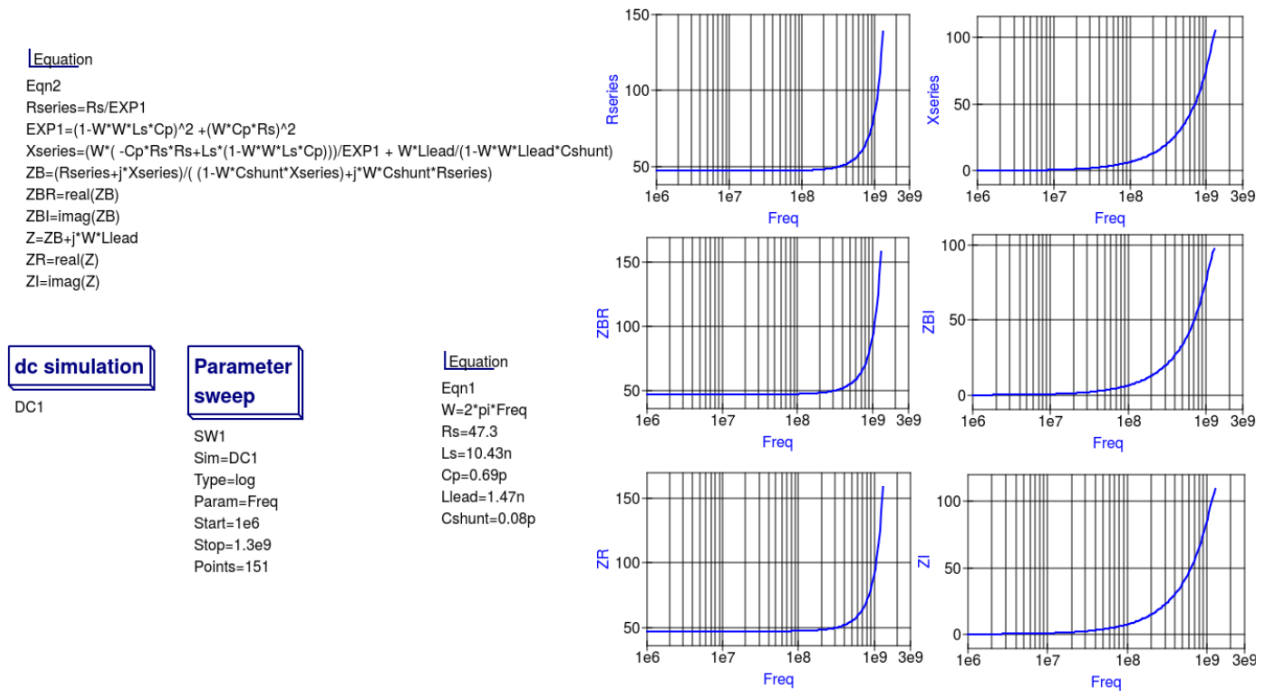 Equation
Eqn2
Rseries=Rs/EXP1
EXP1=(1-W*W*Ls*Cp)^2 +(W*Cp*Rs)^2
Xseries=(W*( -Cp*Rs*Rs+Ls*(1-W*W*Ls*Cp)))/EXP1 + W*Llead/(1-W*W*Llead*Cshunt)
ZB=(Rseries+j*Xseries)/( (1-W*Cshunt*Xseries)+j*W*Cshunt*Rseries)
ZBR=real(ZB)
ZBI=imag(ZB)
Z=ZB+j*W*Llead
ZR=real(Z)
ZI=imag(Z)
dc simulation
DC1
Parameter
sweep
SW1
Sim=DC1
Type=log
Param=Freq
Start=1e6
Stop=1.3e9
Points=151
Equation
Eqn1
W=2*pi*Freq
Rs=47.3
Ls=10.43n
Cp=0.69p
Llead=1.47n
Cshunt=0.08p
150
100
50
Rseries
1e6 1e7 1e8 1e9 3e9
Freq
100
50
0
Xseries
1e6 1e7 1e8 1e9 3e9
Freq
150
100
50
ZBR
1e6 1e7 1e8 1e9 3e9
Freq
100
50
0
ZBI
1e6 1e7 1e8 1e9 3e9
Freq
150
100
50
ZR
1e6 1e7 1e8 1e9 3e9
Freq
100
50
0
ZI
1e6 1e7 1e8 1e9 3e9
Freq